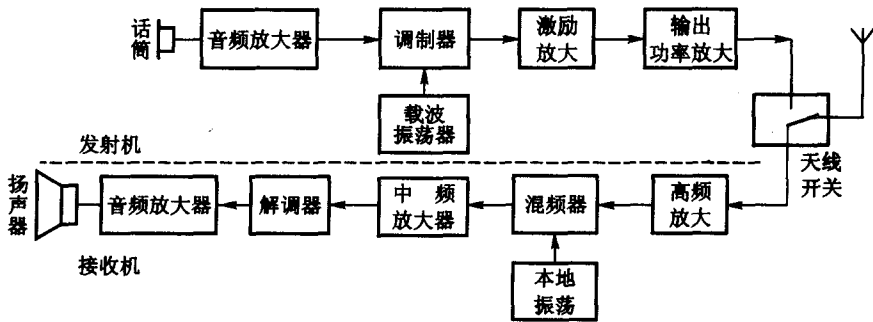 话筒
音频放大器
调制器
激励
放大
输出
功率放大
载波
振荡器
发射机
天线
开关
扬声器
音频放大器
解调器
中 频
放大器
混频器
高频
放大
接收机
本地
振荡